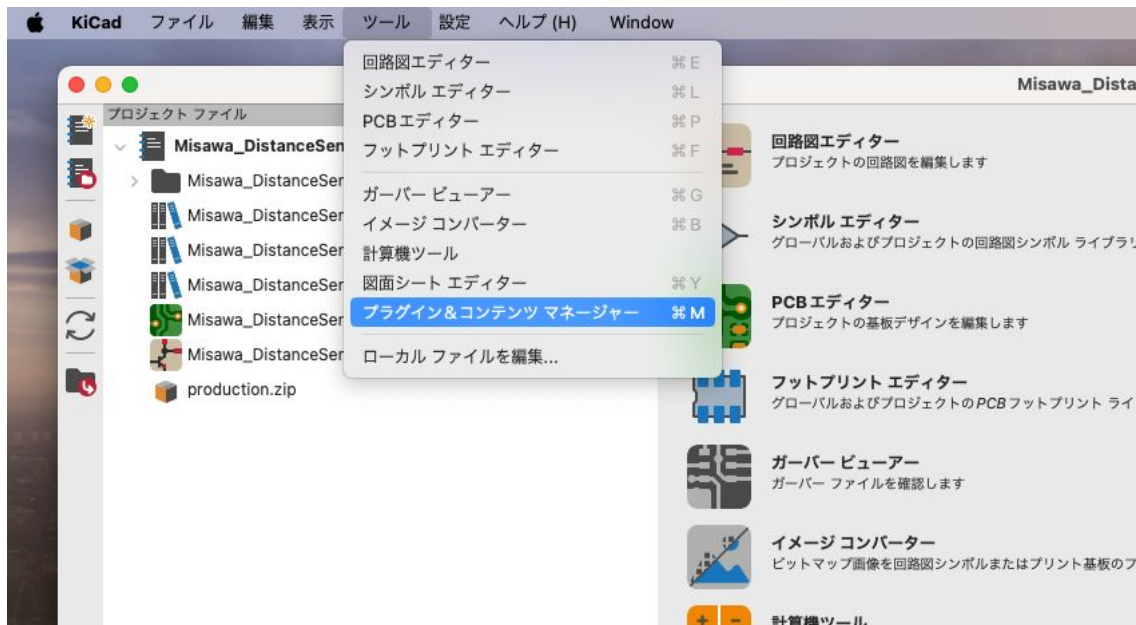 KiCad ファイル 編集 表示 ツール 設定 ヘルプ (H) Window
回路図エディター ⌘ E
シンボル エディター ⌘ L
PCBエディター ⌘ P
フットプリント エディター ⌘ F
ガーバー ビューアー ⌘ G
イメージ コンバーター ⌘ B
計算機ツール
図面シート エディター ⌘ Y
プラグイン＆コンテンツ マネージャー ⌘ M
ローカル ファイルを編集...
Misawa_Dista
プロジェクト ファイル
Misawa_DistanceSen
Misawa_DistanceSer
Misawa_DistanceSer
Misawa_DistanceSer
Misawa_DistanceSer
Misawa_DistanceSer
Misawa_DistanceSer
production.zip
回路図エディター
プロジェクトの回路図を編集します
シンボル エディター
グローバルおよびプロジェクトの回路図シンボル ライブラリ
PCBエディター
プロジェクトの基板デザインを編集します
フットプリント エディター
グローバルおよびプロジェクトのPCBフットプリント ライ
ガーバー ビューアー
ガーバー ファイルを確認します
イメージ コンバーター
ビットマップ画像を回路図シンボルまたはプリント基板のフ
計算機ツール